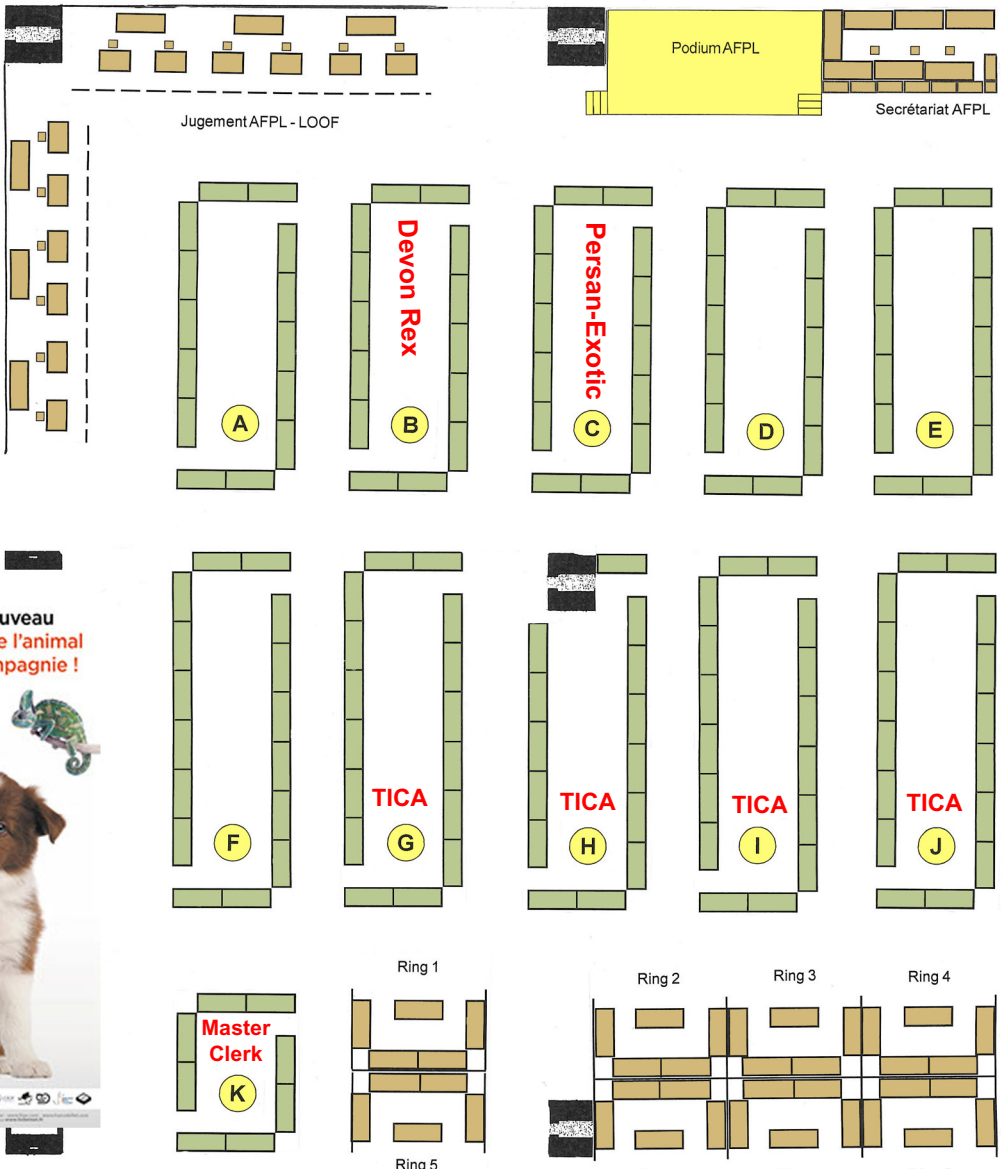 Podium AFPL
Secrétariat AFPL
Jugement AFPL - LOOF
Devon Rex
Persan-Exotic
A
B
C
D
E
uveau
e l'animal
mpagnie !
TICA
TICA
TICA
TICA
F
G
H
I
J
Ring 1
Ring 2
Ring 3
Ring 4
Master
Clerk
K
Ring 5